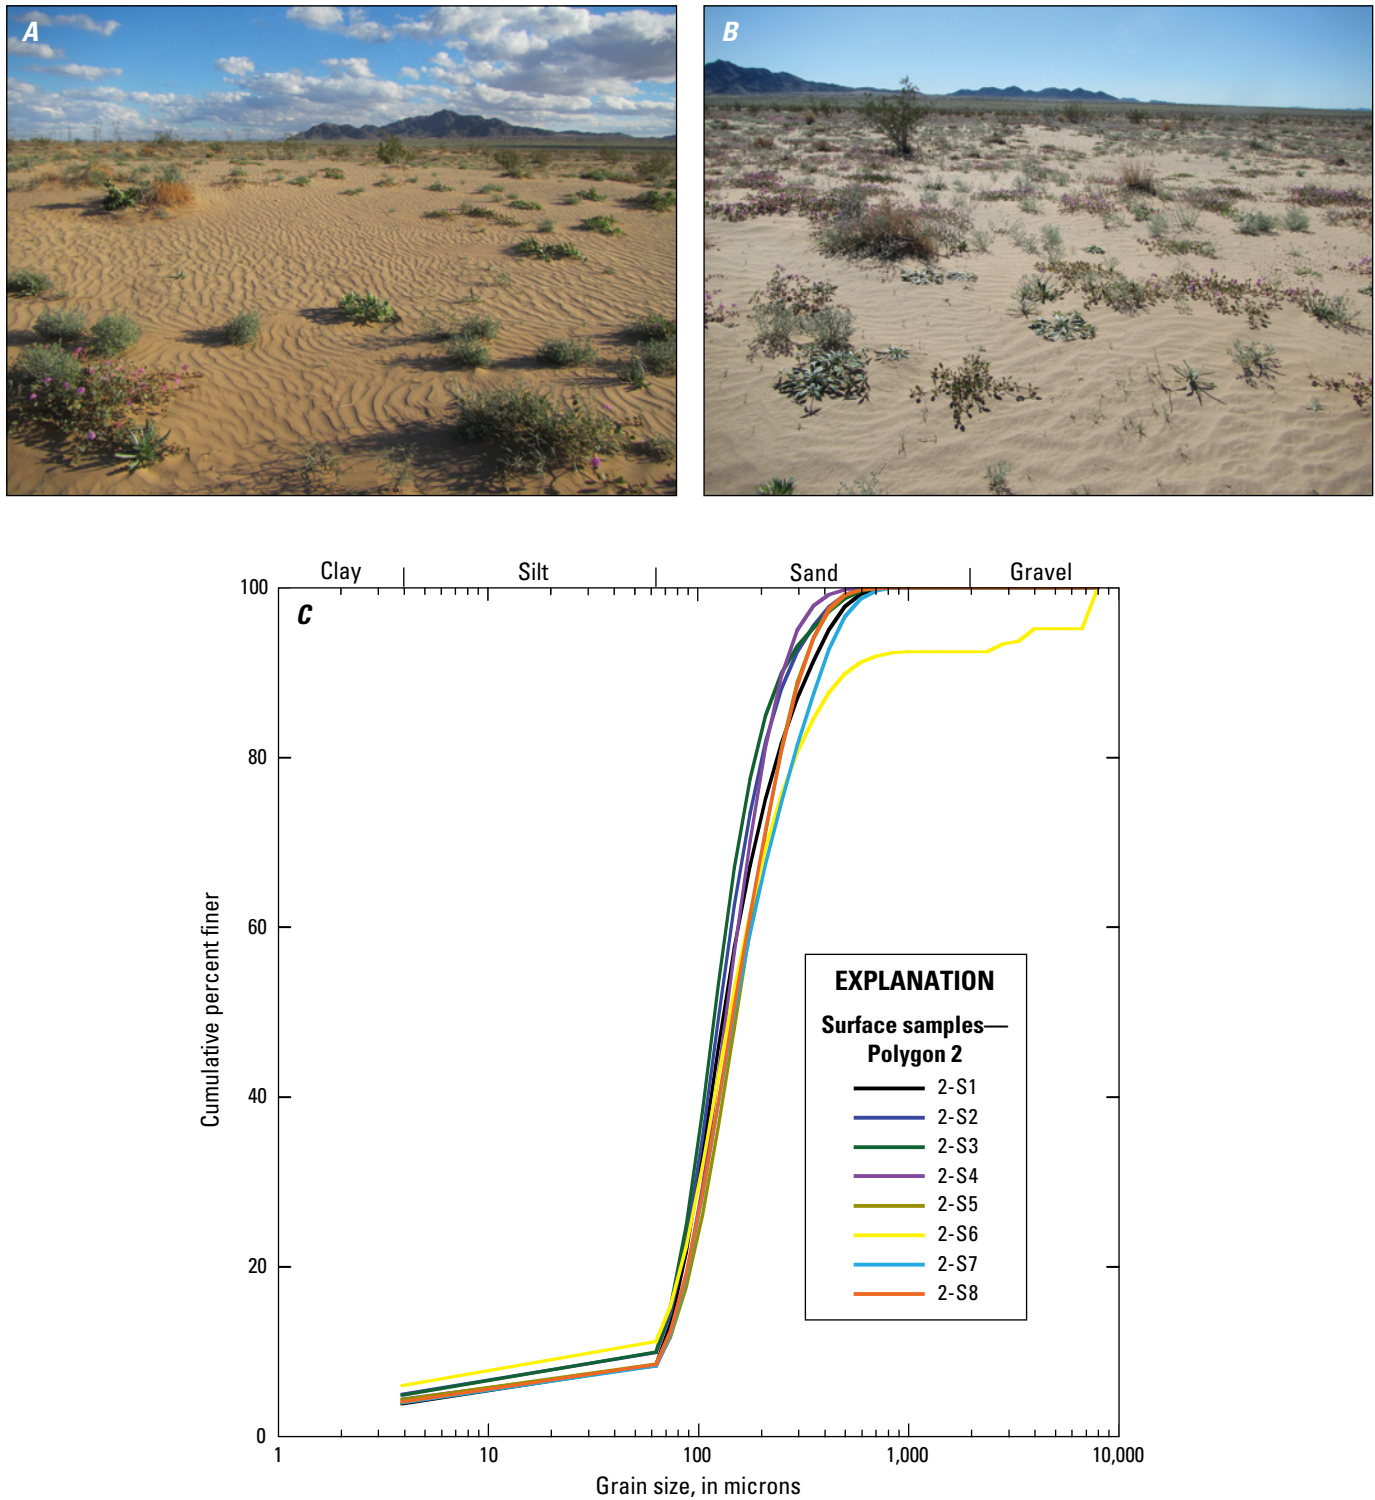 A
B
Clay
Silt
Sand
Gravel
C
100
80
60
40
20
0
Cumulative percent finer
EXPLANATION
Surface samples—
Polygon 2
2-S1
2-S2
2-S3
2-S4
2-S5
2-S6
2-S7
2-S8
1
10
100
1,000
10,000
Grain size, in microns